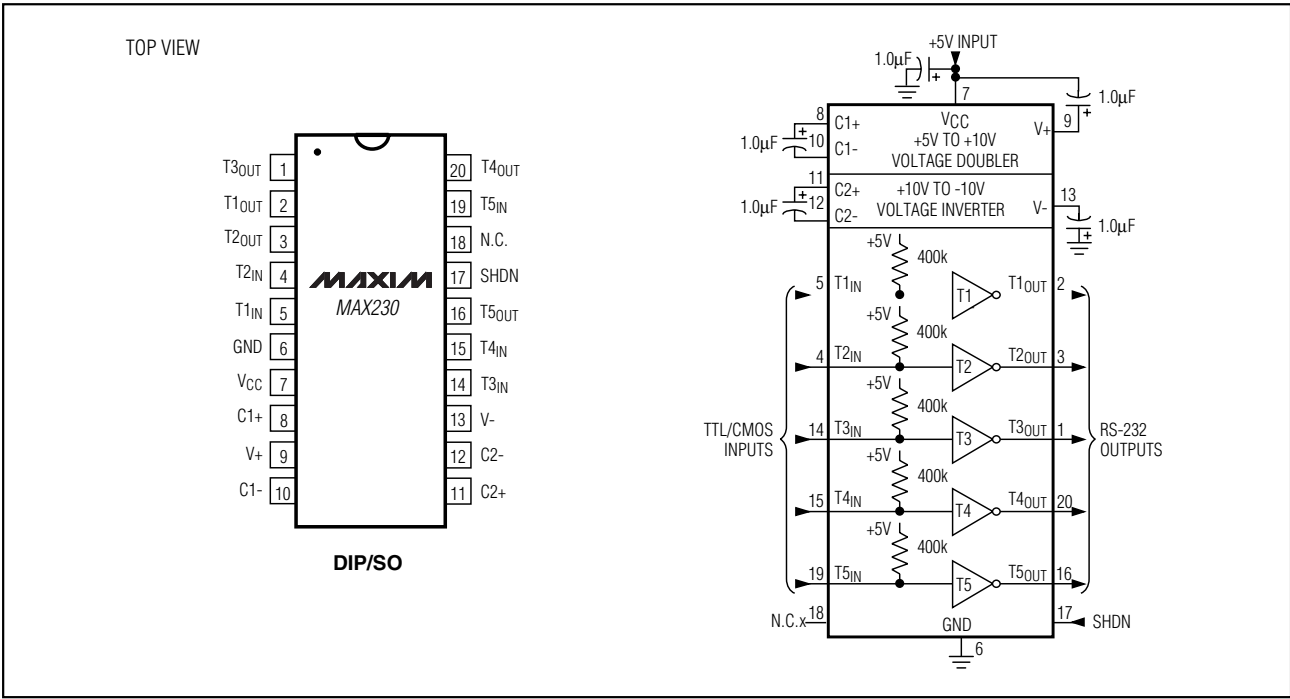 TOP VIEW
T3OUT 1
T1OUT 2
T2OUT 3
T2IN 4
T1IN 5
GND 6
VCC 7
C1+ 8
V+ 9
C1- 10
20 T4OUT
19 T5IN
18 N.C.
17 SHDN
16 T5OUT
15 T4IN
14 T3IN
13 V-
12 C2-
11 C2+
MAXIM
MAX230
DIP/SO
+5V INPUT
1.0µF
+
7
1.0µF
+
9
V+
8
C1+
10
C1-
1.0µF
+
VCC
+5V TO +10V
VOLTAGE DOUBLER
11
C2+
12
C2-
1.0µF
+
+10V TO -10V
VOLTAGE INVERTER
V-
13
1.0µF
+
+5V
400k
5 T1IN T1 T1OUT 2
+5V
400k
4 T2IN T2 T2OUT 3
+5V
400k
14 T3IN T3 T3OUT 1
TTL/CMOS
INPUTS
RS-232
OUTPUTS
+5V
400k
15 T4IN T4 T4OUT 20
+5V
400k
19 T5IN T5 T5OUT 16
N.C.x 18
GND
17 SHDN
6